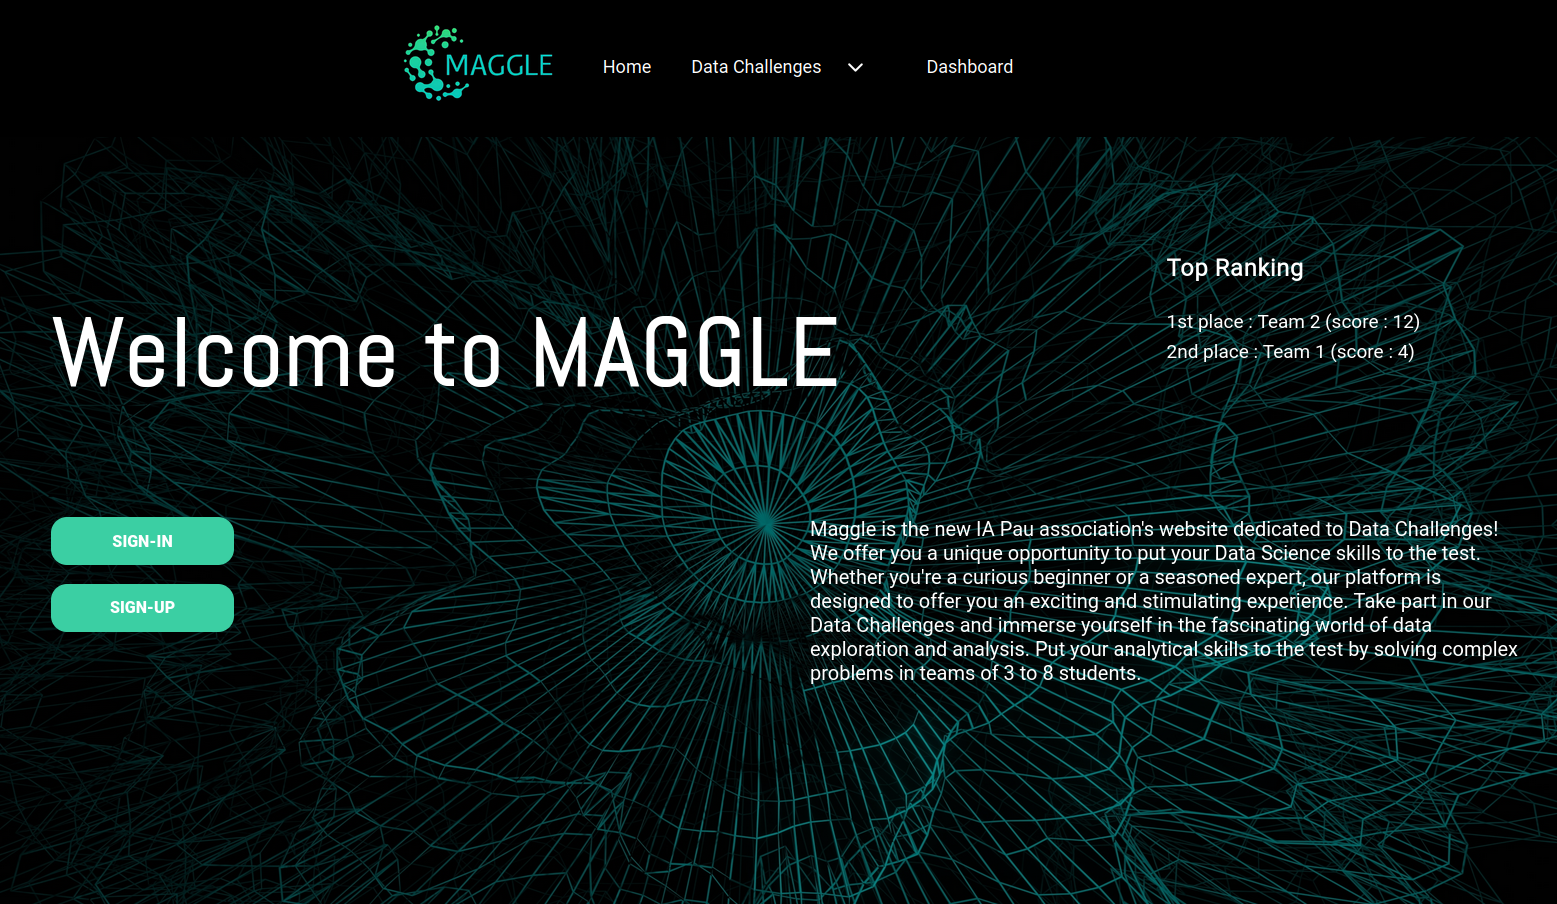 MAGGLE
Home
Data Challenges
Dashboard
Top Ranking
1st place : Team 2 (score : 12)
2nd place : Team 1 (score : 4)
Welcome to MAGGLE
SIGN-IN
SIGN-UP
Maggle is the new IA Pau association's website dedicated to Data Challenges!
We offer you a unique opportunity to put your Data Science skills to the test.
Whether you're a curious beginner or a seasoned expert, our platform is
designed to offer you an exciting and stimulating experience. Take part in our
Data Challenges and immerse yourself in the fascinating world of data
exploration and analysis. Put your analytical skills to the test by solving complex
problems in teams of 3 to 8 students.